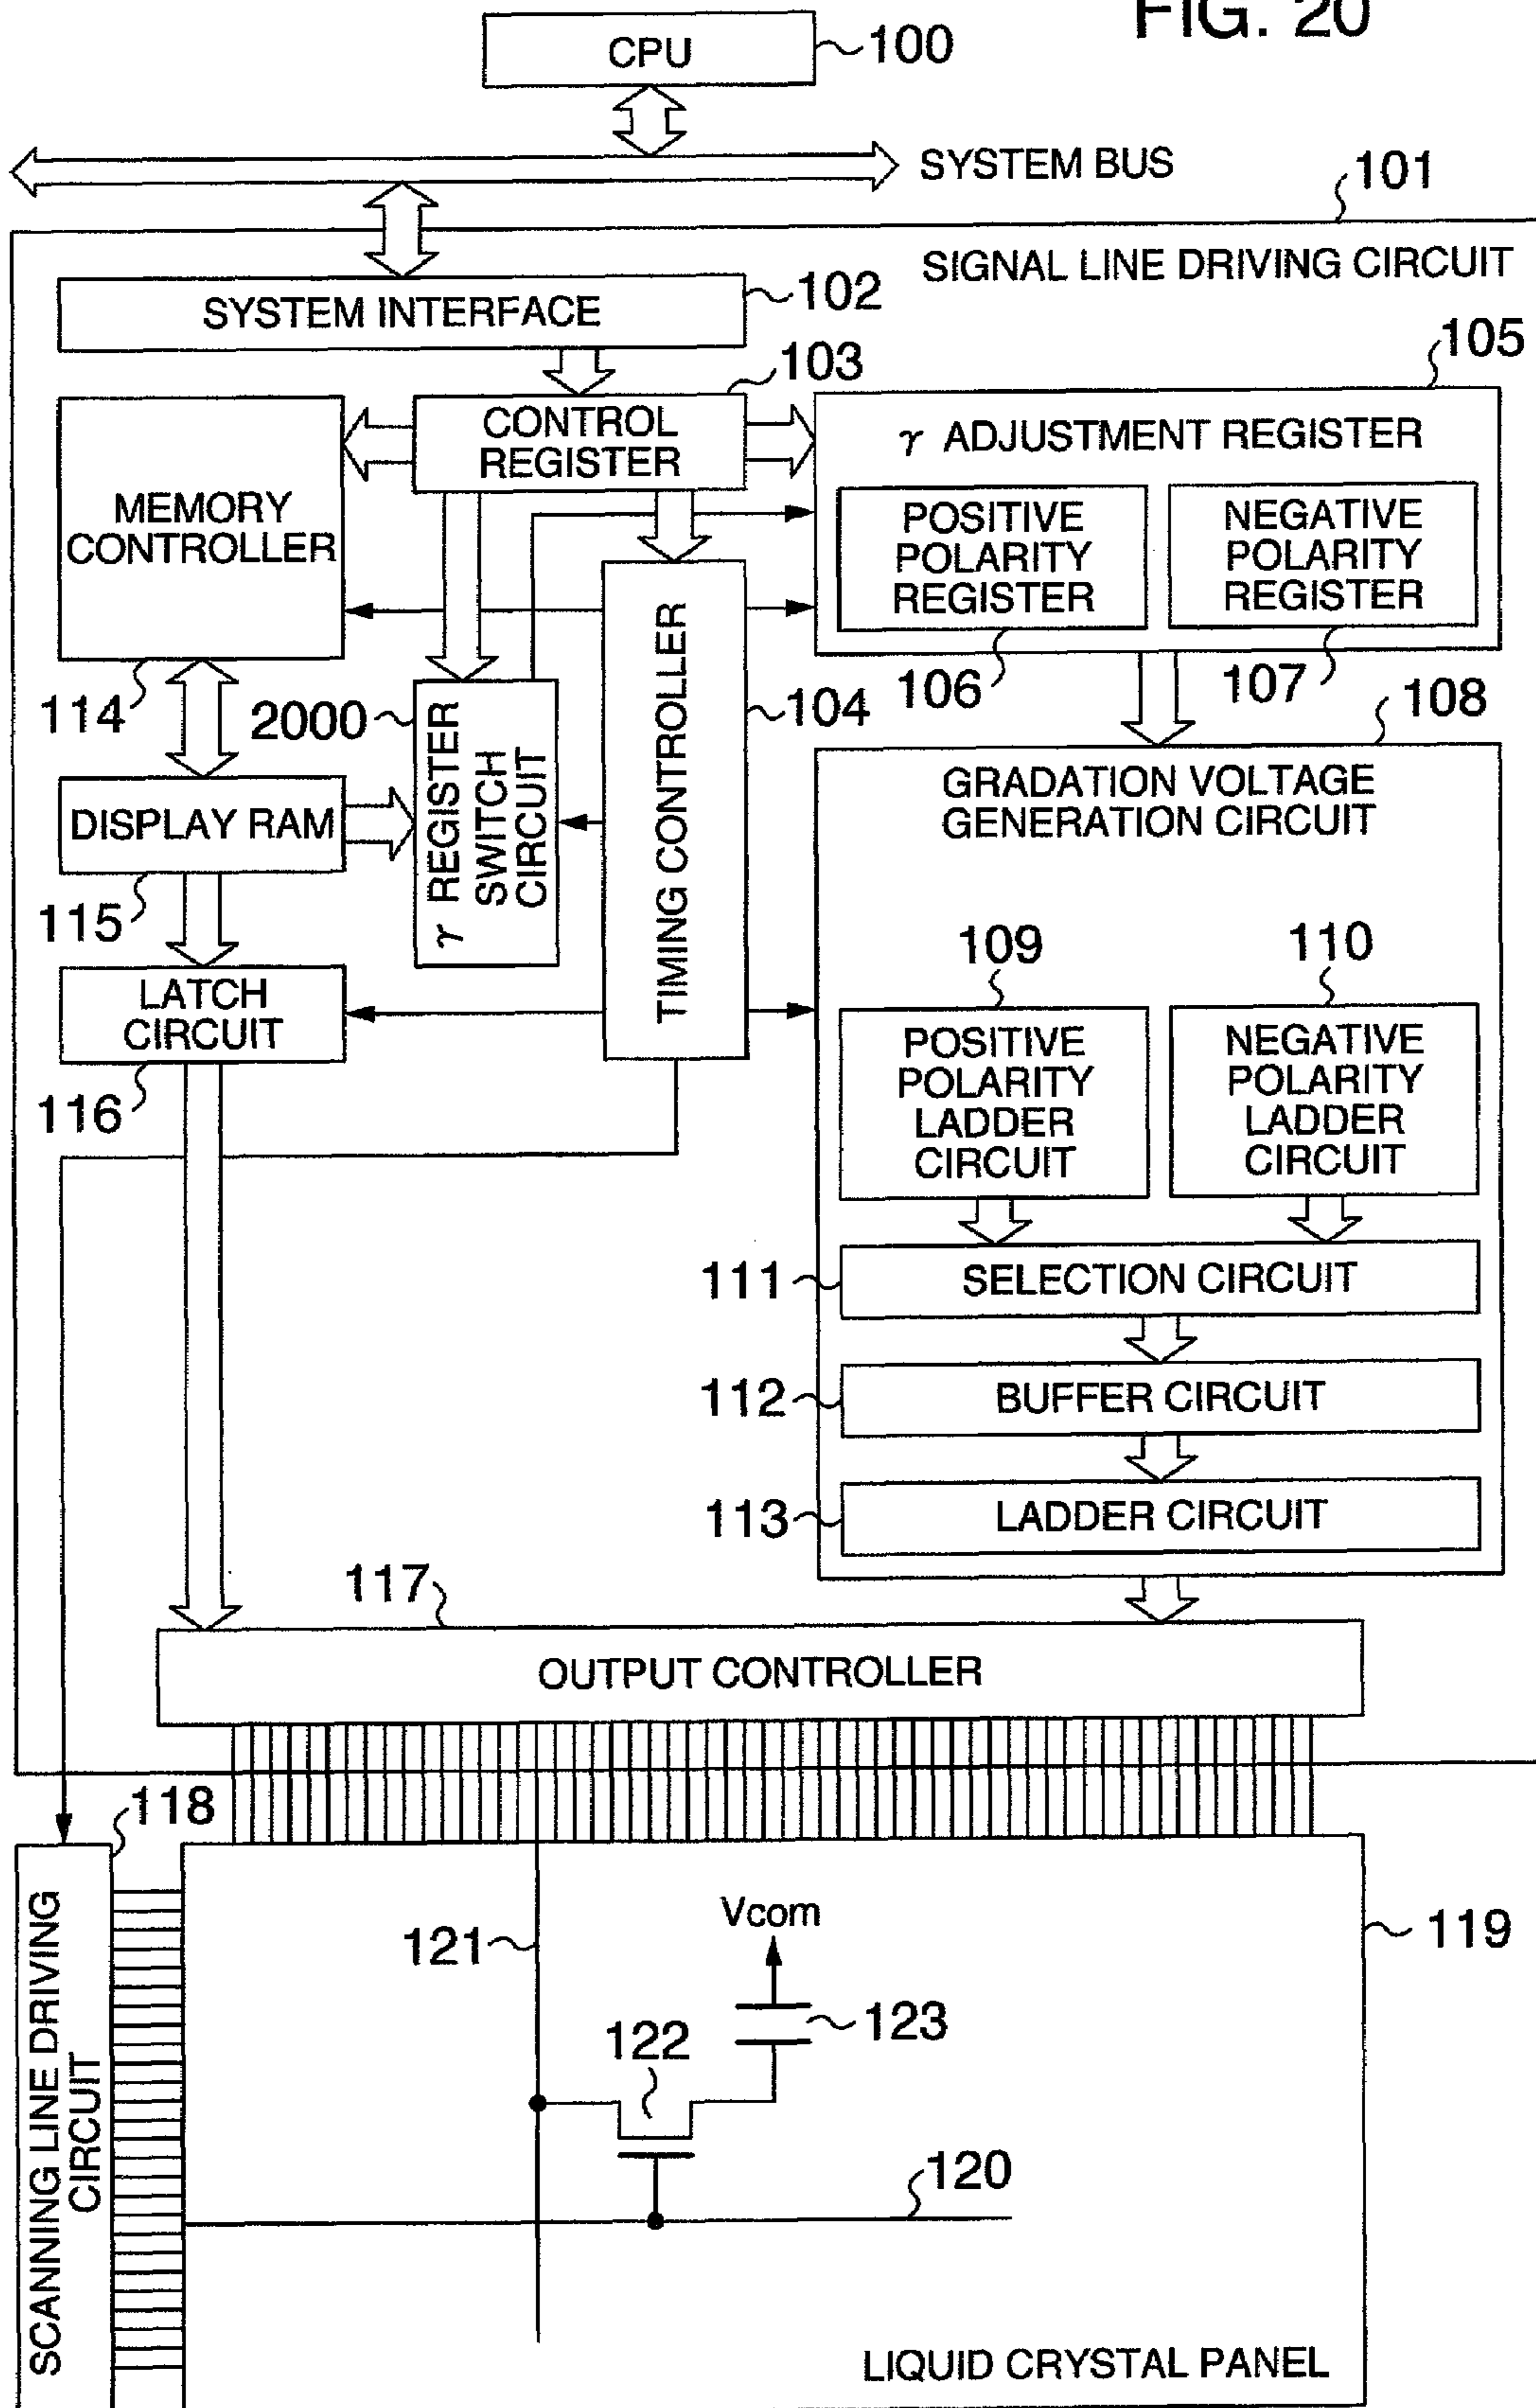 FIG. 20
CPU
100
SYSTEM BUS
101
SIGNAL LINE DRIVING CIRCUIT
SYSTEM INTERFACE
102
103
105
CONTROL
REGISTER
γ ADJUSTMENT REGISTER
MEMORY
CONTROLLER
POSITIVE
POLARITY
REGISTER
NEGATIVE
POLARITY
REGISTER
114
2000
104
106
107
108
γ REGISTER
SWITCH
CIRCUIT
TIMING CONTROLLER
DISPLAY RAM
GRADATION VOLTAGE
GENERATION CIRCUIT
115
109
110
LATCH
CIRCUIT
POSITIVE
POLARITY
LADDER
CIRCUIT
NEGATIVE
POLARITY
LADDER
CIRCUIT
116
111
SELECTION CIRCUIT
112
BUFFER CIRCUIT
113
LADDER CIRCUIT
117
OUTPUT CONTROLLER
118
SCANNING LINE DRIVING
CIRCUIT
Vcom
121
119
123
122
120
LIQUID CRYSTAL PANEL